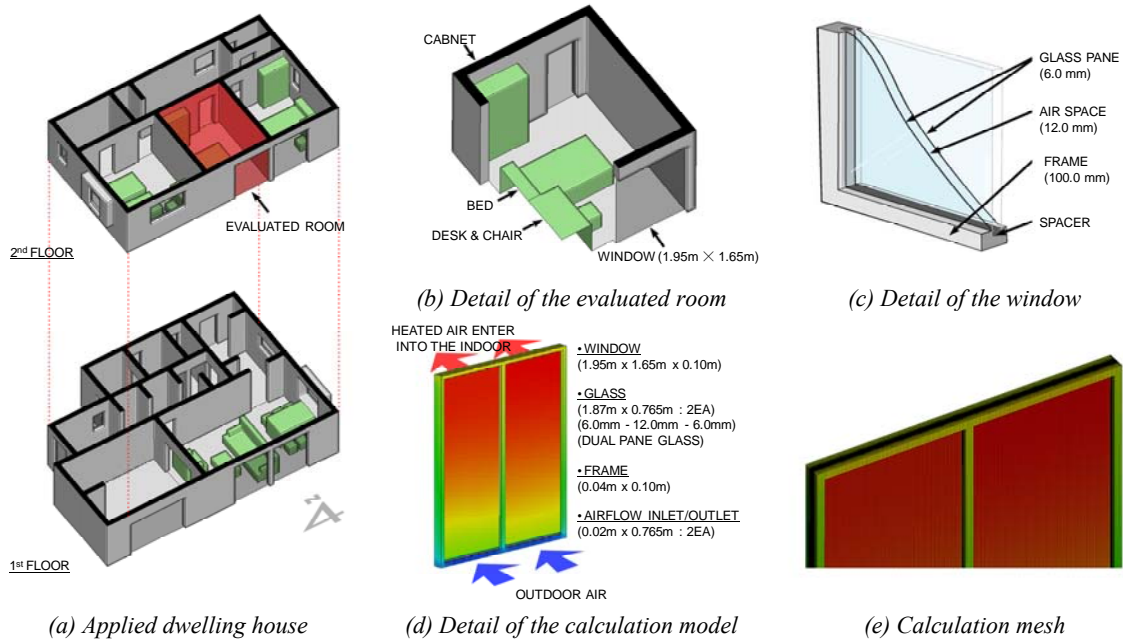 EVALUATED ROOM
2nd FLOOR
1st FLOOR
(a) Applied dwelling house
CABNET
BED
DESK & CHAIR
WINDOW (1.95m × 1.65m)
(b) Detail of the evaluated room
GLASS PANE
(6.0 mm)
AIR SPACE
(12.0 mm)
FRAME
(100.0 mm)
SPACER
(c) Detail of the window
HEATED AIR ENTER
INTO THE INDOOR
•WINDOW
(1.95m x 1.65m x 0.10m)
•GLASS
(1.87m x 0.765m : 2EA)
(6.0mm - 12.0mm - 6.0mm)
(DUAL PANE GLASS)
•FRAME
(0.04m x 0.10m)
•AIRFLOW INLET/OUTLET
(0.02m x 0.765m : 2EA)
OUTDOOR AIR
(d) Detail of the calculation model
(e) Calculation mesh